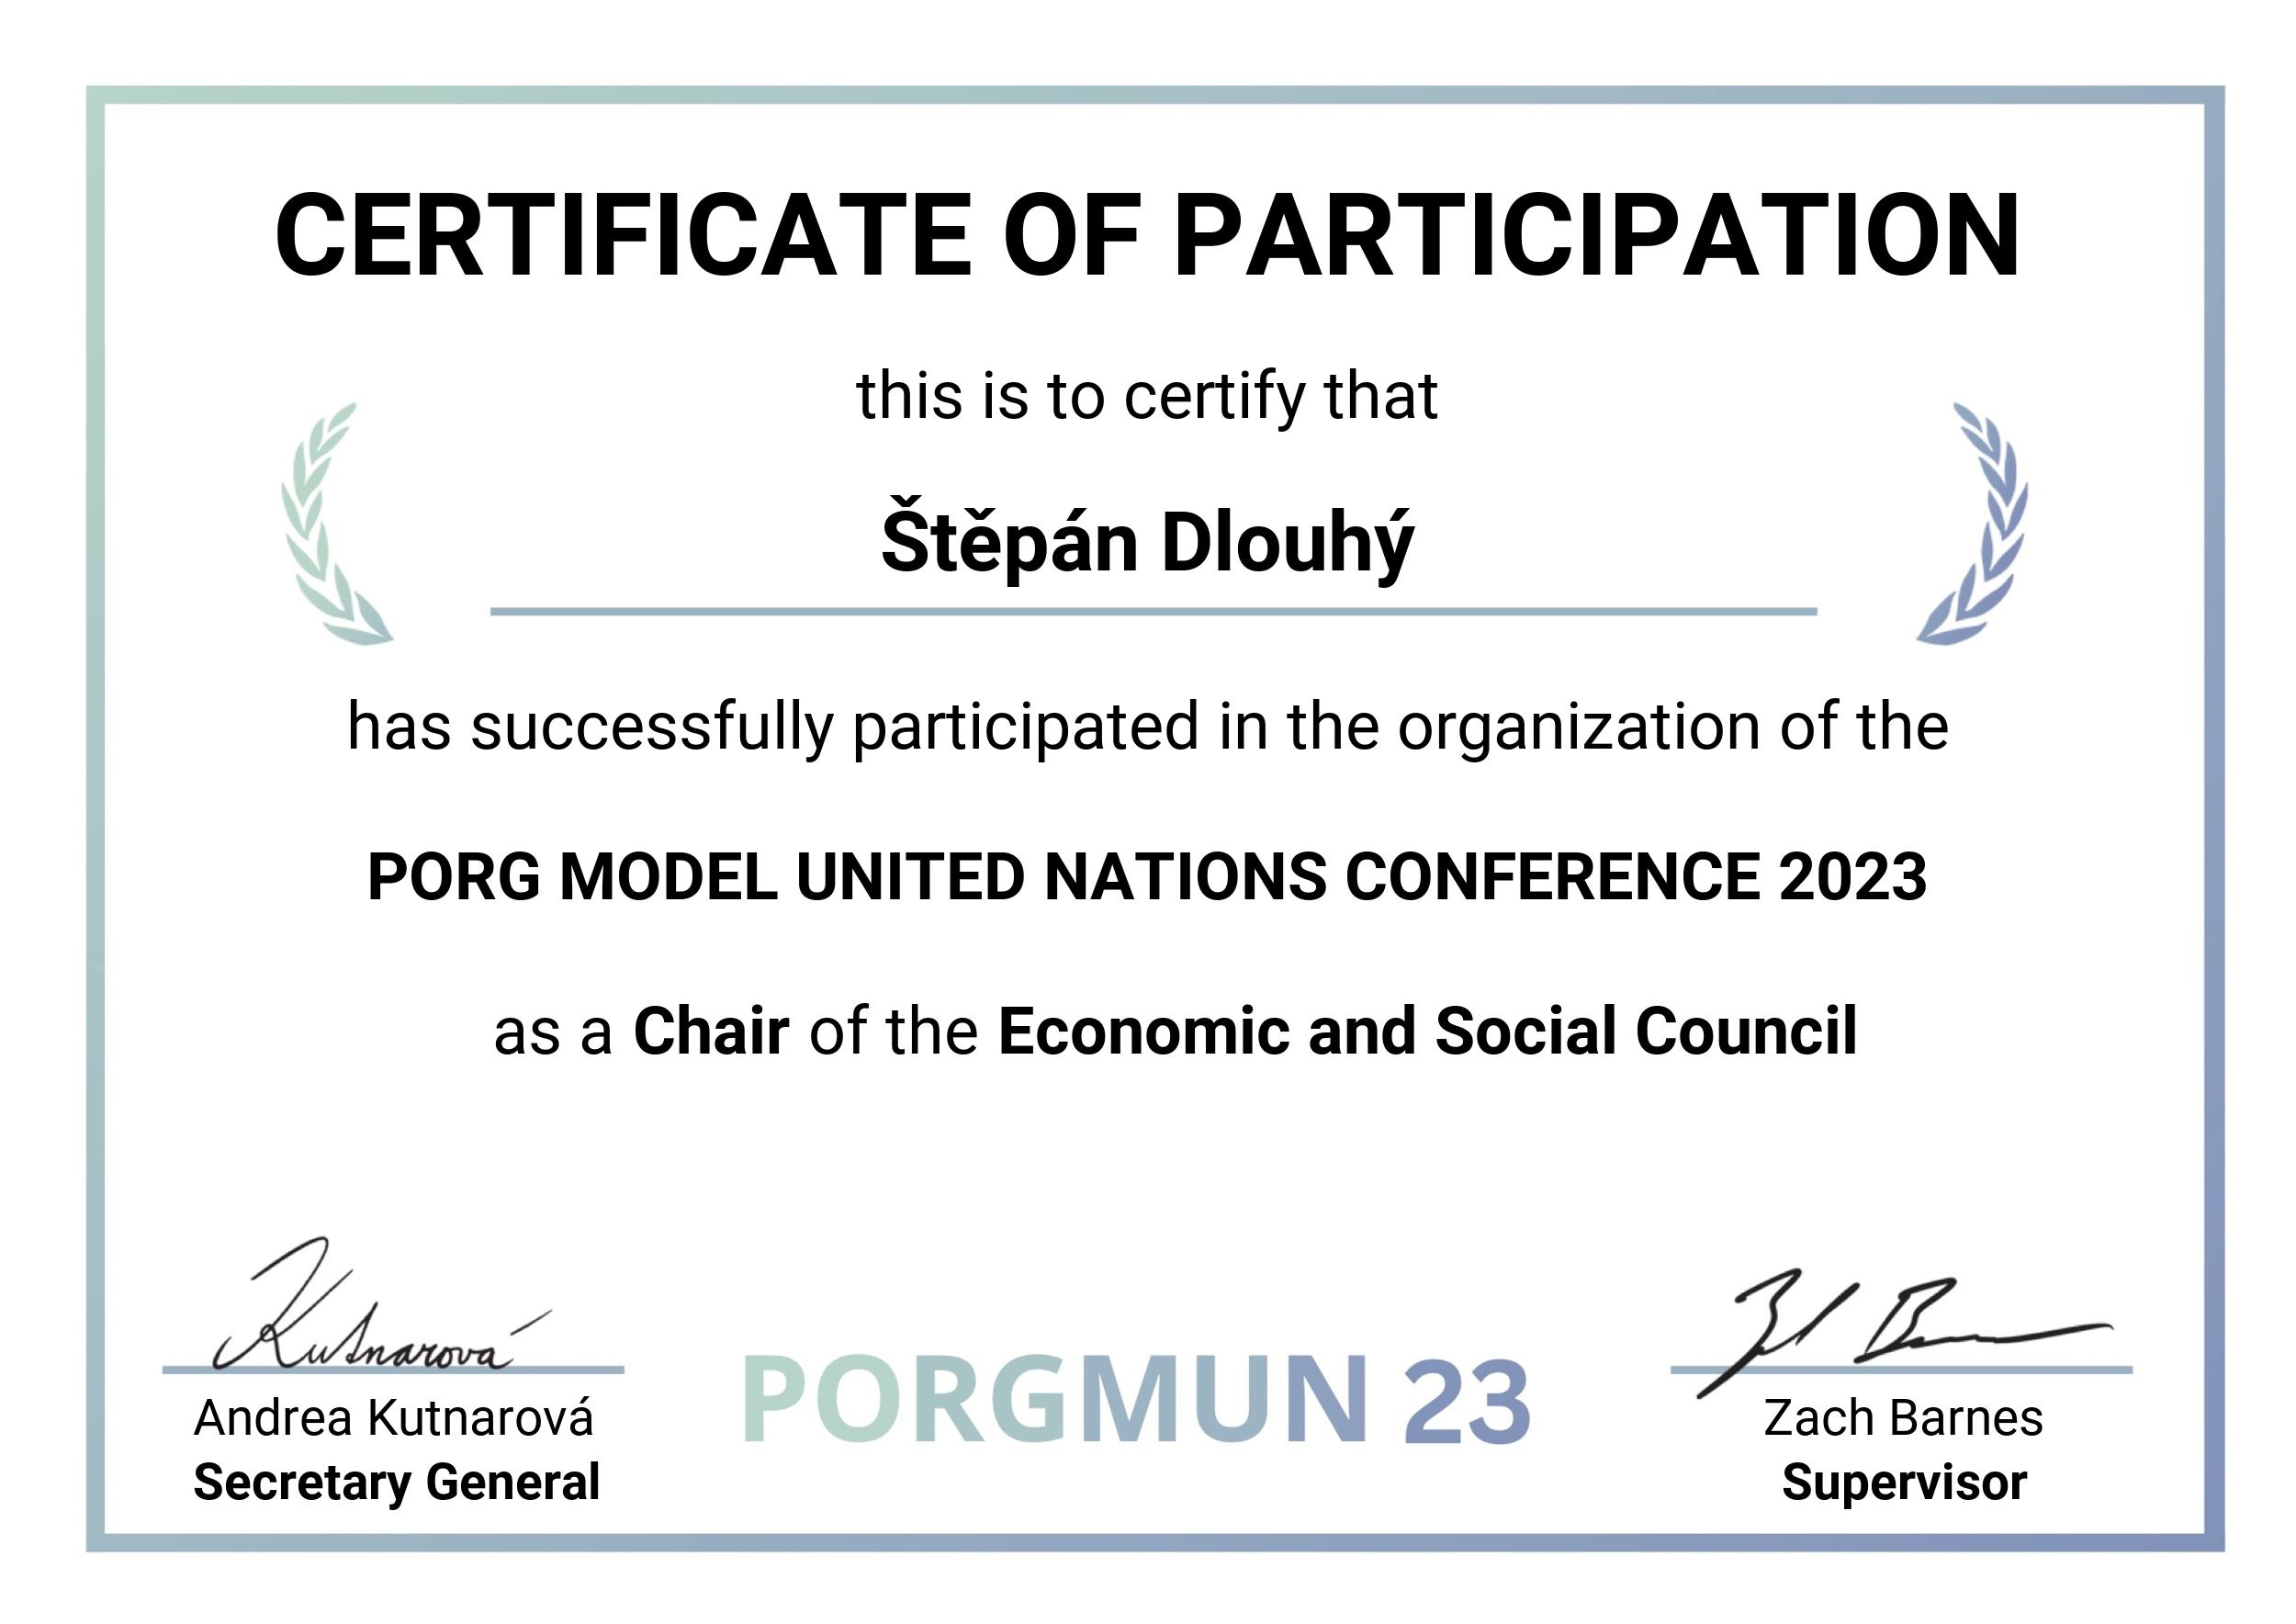 CERTIFICATE OF PARTICIPATION
this is to certify that
Štěpán Dlouhý
has successfully participated in the organization of the
PORG MODEL UNITED NATIONS CONFERENCE 2023
as a Chair of the Economic and Social Council
Kutnarová
Andrea Kutnarová
Secretary General
PORGMUN 23
Zach Barnes
Supervisor